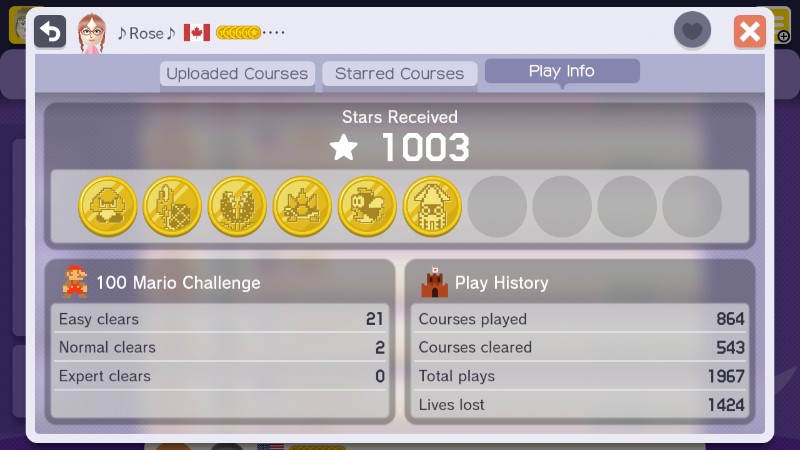 ♪Rose♪
Uploaded Courses
Starred Courses
Play Info
Stars Received
★ 1003
100 Mario Challenge
Easy clears 21
Normal clears 2
Expert clears 0
Play History
Courses played 864
Courses cleared 543
Total plays 1967
Lives lost 1424